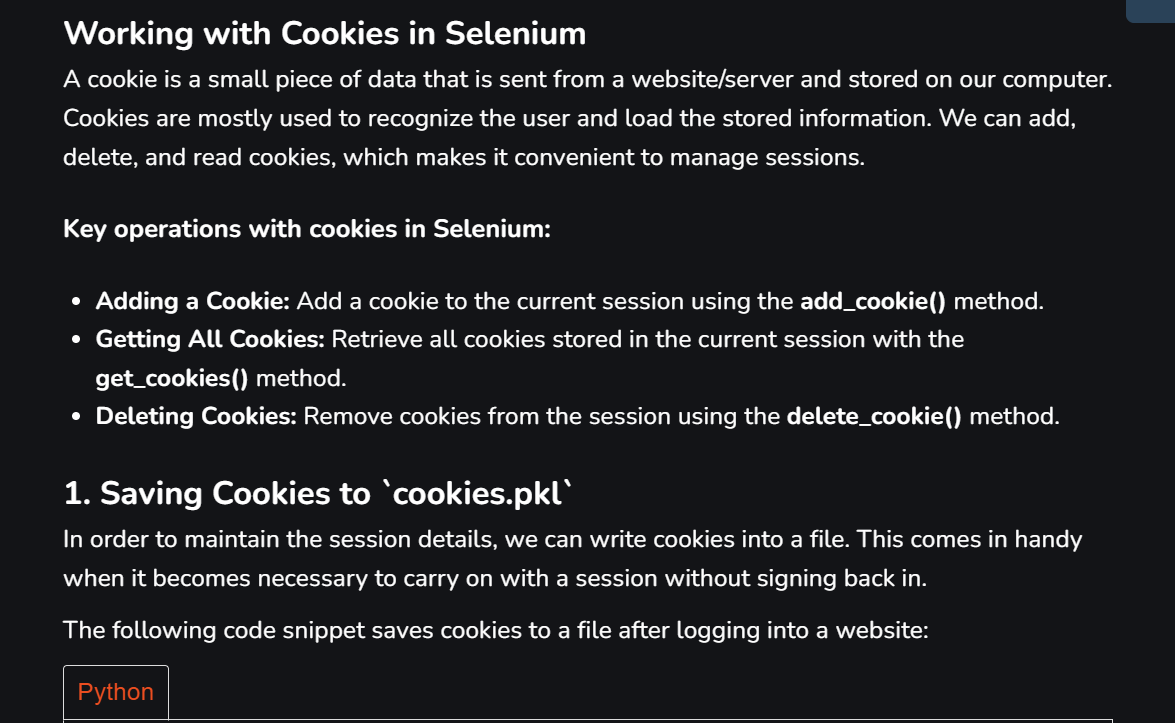 Working with Cookies in Selenium
A cookie is a small piece of data that is sent from a website/server and stored on our computer.
Cookies are mostly used to recognize the user and load the stored information. We can add,
delete, and read cookies, which makes it convenient to manage sessions.
Key operations with cookies in Selenium:
• Adding a Cookie: Add a cookie to the current session using the add_cookie() method.
• Getting All Cookies: Retrieve all cookies stored in the current session with the
get_cookies() method.
• Deleting Cookies: Remove cookies from the session using the delete_cookie() method.
1. Saving Cookies to `cookies.pkl`
In order to maintain the session details, we can write cookies into a file. This comes in handy
when it becomes necessary to carry on with a session without signing back in.
The following code snippet saves cookies to a file after logging into a website:
Python